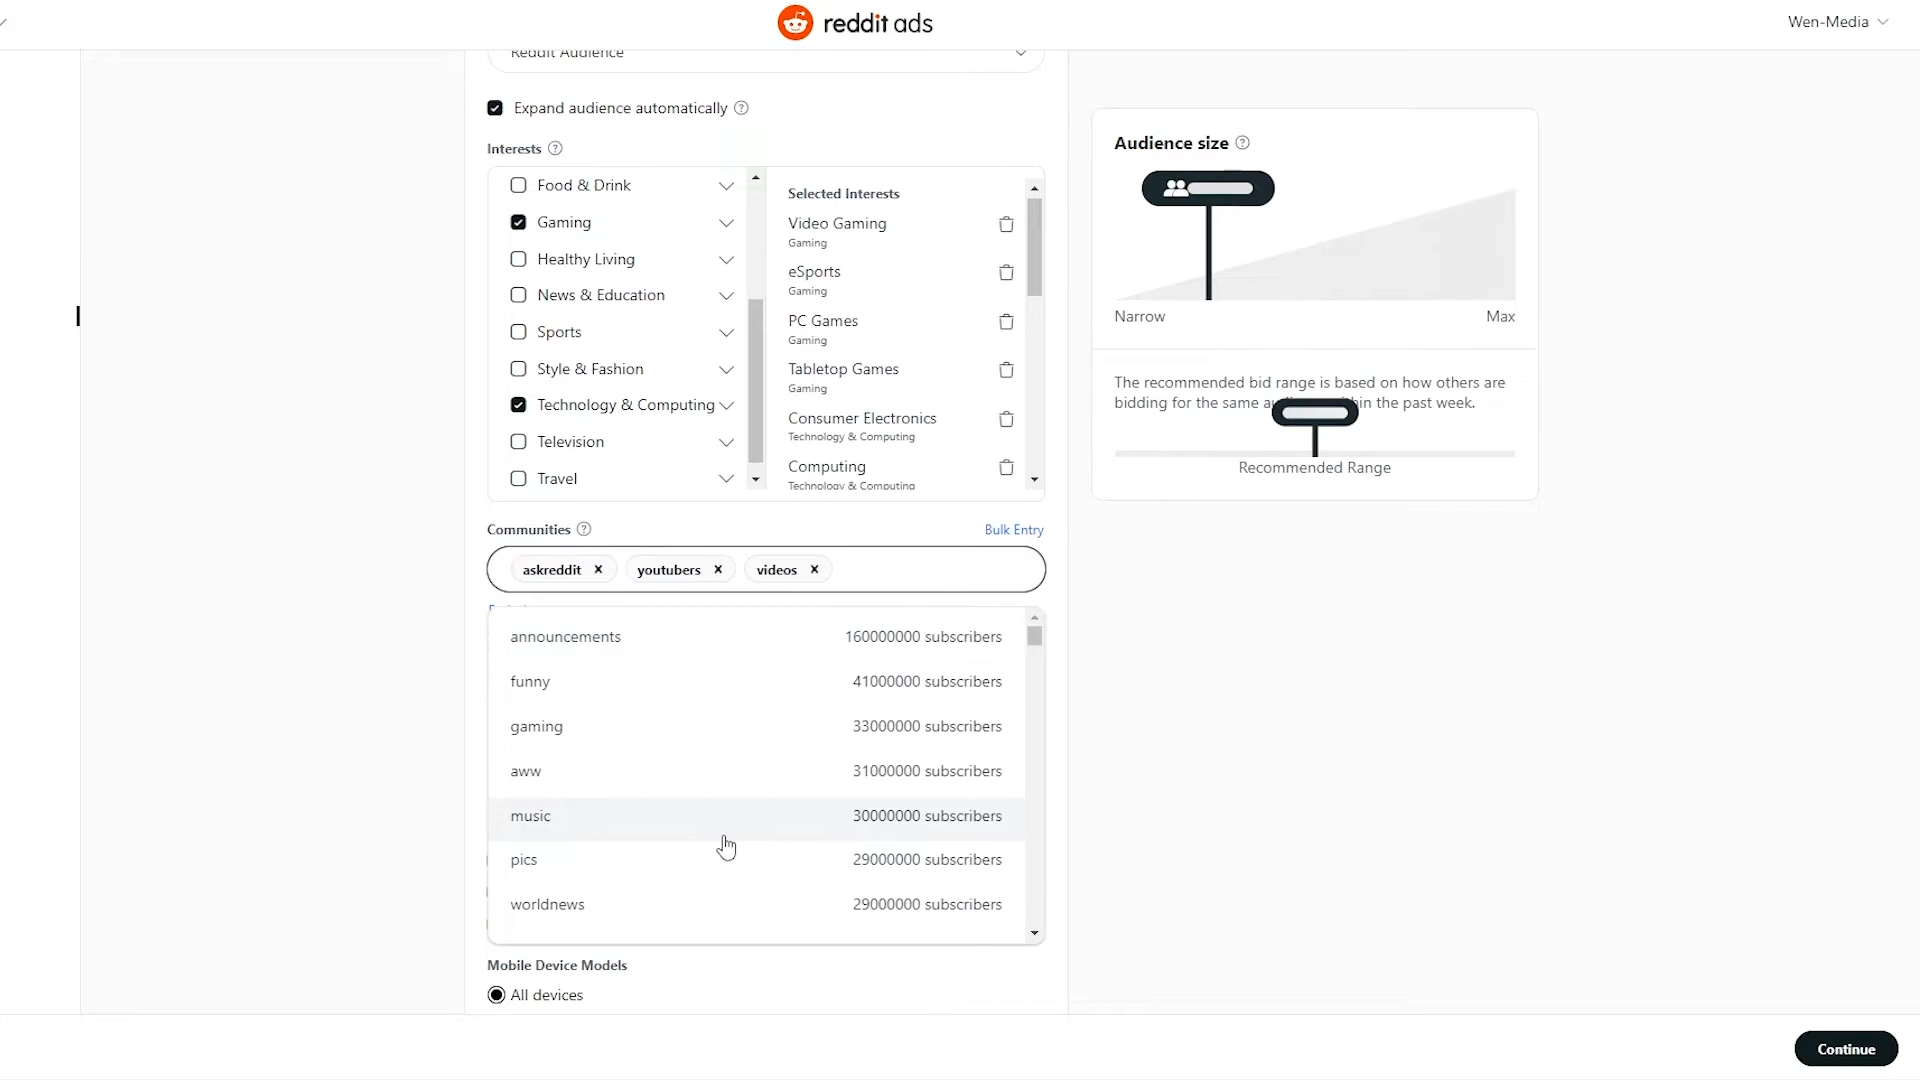 reddit ads
Wen-Media
Reddit Audience
Expand audience automatically
Interests
Food & Drink
Gaming
Healthy Living
News & Education
Sports
Style & Fashion
Technology & Computing
Television
Travel
Selected Interests
Video Gaming
Gaming
eSports
Gaming
PC Games
Gaming
Tabletop Games
Gaming
Consumer Electronics
Technology & Computing
Computing
Technology & Computing
Communities
Bulk Entry
askreddit
youtubers
videos
announcements 160000000 subscribers
funny 41000000 subscribers
gaming 33000000 subscribers
aww 31000000 subscribers
music 30000000 subscribers
pics 29000000 subscribers
worldnews 29000000 subscribers
Mobile Device Models
All devices
Audience size
Narrow
Max
The recommended bid range is based on how others are
bidding for the same in the past week.
Recommended Range
Continue